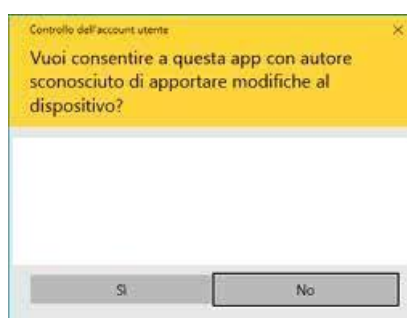 Controllo dell'account utente
Vuoi consentire a questa app con autore
sconosciuto di apportare modifiche al
dispositivo?
Sì
No